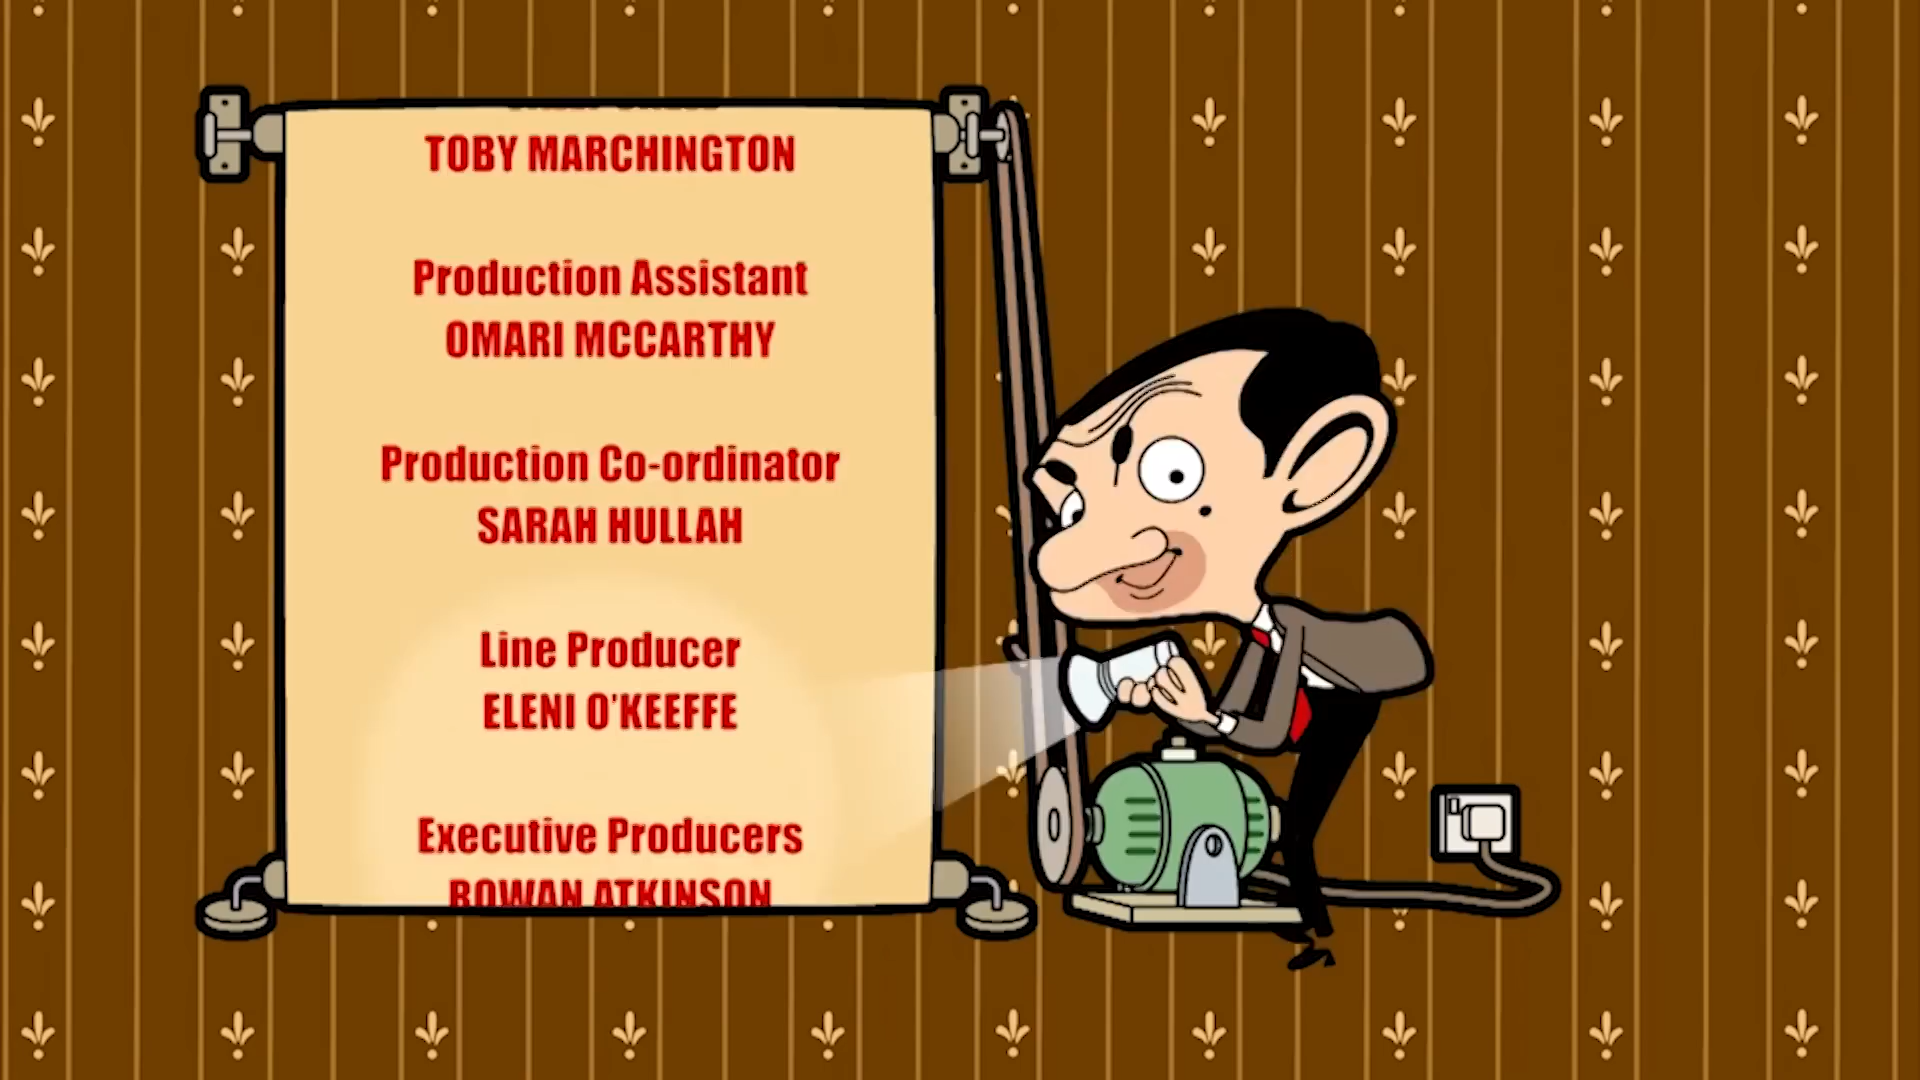 TOBY MARCHINGTON
Production Assistant
OMARI MCCARTHY
Production Co-ordinator
SARAH HULLAH
Line Producer
ELENI O'KEEFFE
Executive Producers
ROWAN ATKINSON